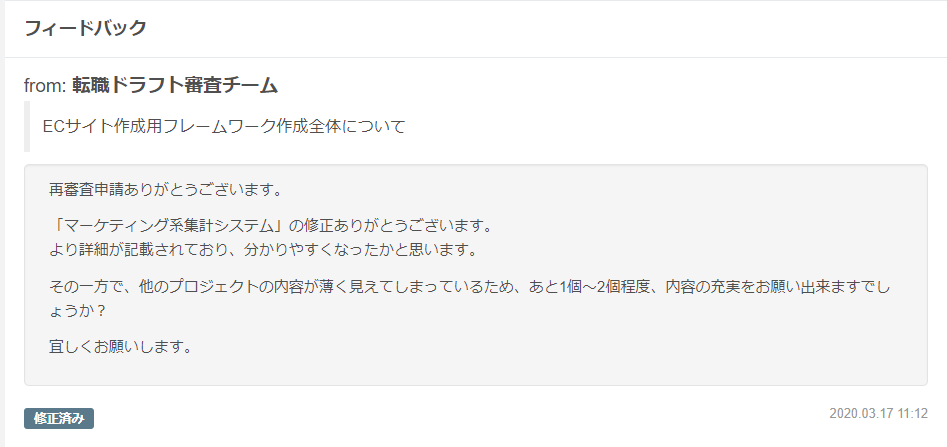 フィードバック
from: 転職ドラフト審査チーム
ECサイト作成用フレームワーク作成全体について
再審査申請ありがとうございます。
「マーケティング系集計システム」の修正ありがとうございます。
より詳細が記載されており、分かりやすくなったかと思います。
その一方で、他のプロジェクトの内容が薄く見えてしまっているため、あと1個～2個程度、内容の充実をお願い出来ますでし
ょうか？
宜しくお願いします。
修正済み
2020.03.17 11:12